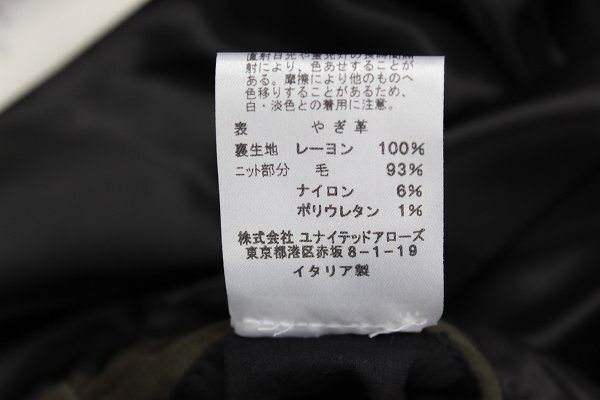 射により、色あせすることが
ある。摩擦により他のものへ
色移りすることがあるため、
白・淡色との着用に注意。
表 やぎ革
裏生地 レーヨン 100%
ニット部分 毛 93%
ナイロン 6%
ポリウレタン 1%
株式会社 ユナイテッドアローズ
東京都港区赤坂8-1-19
イタリア製